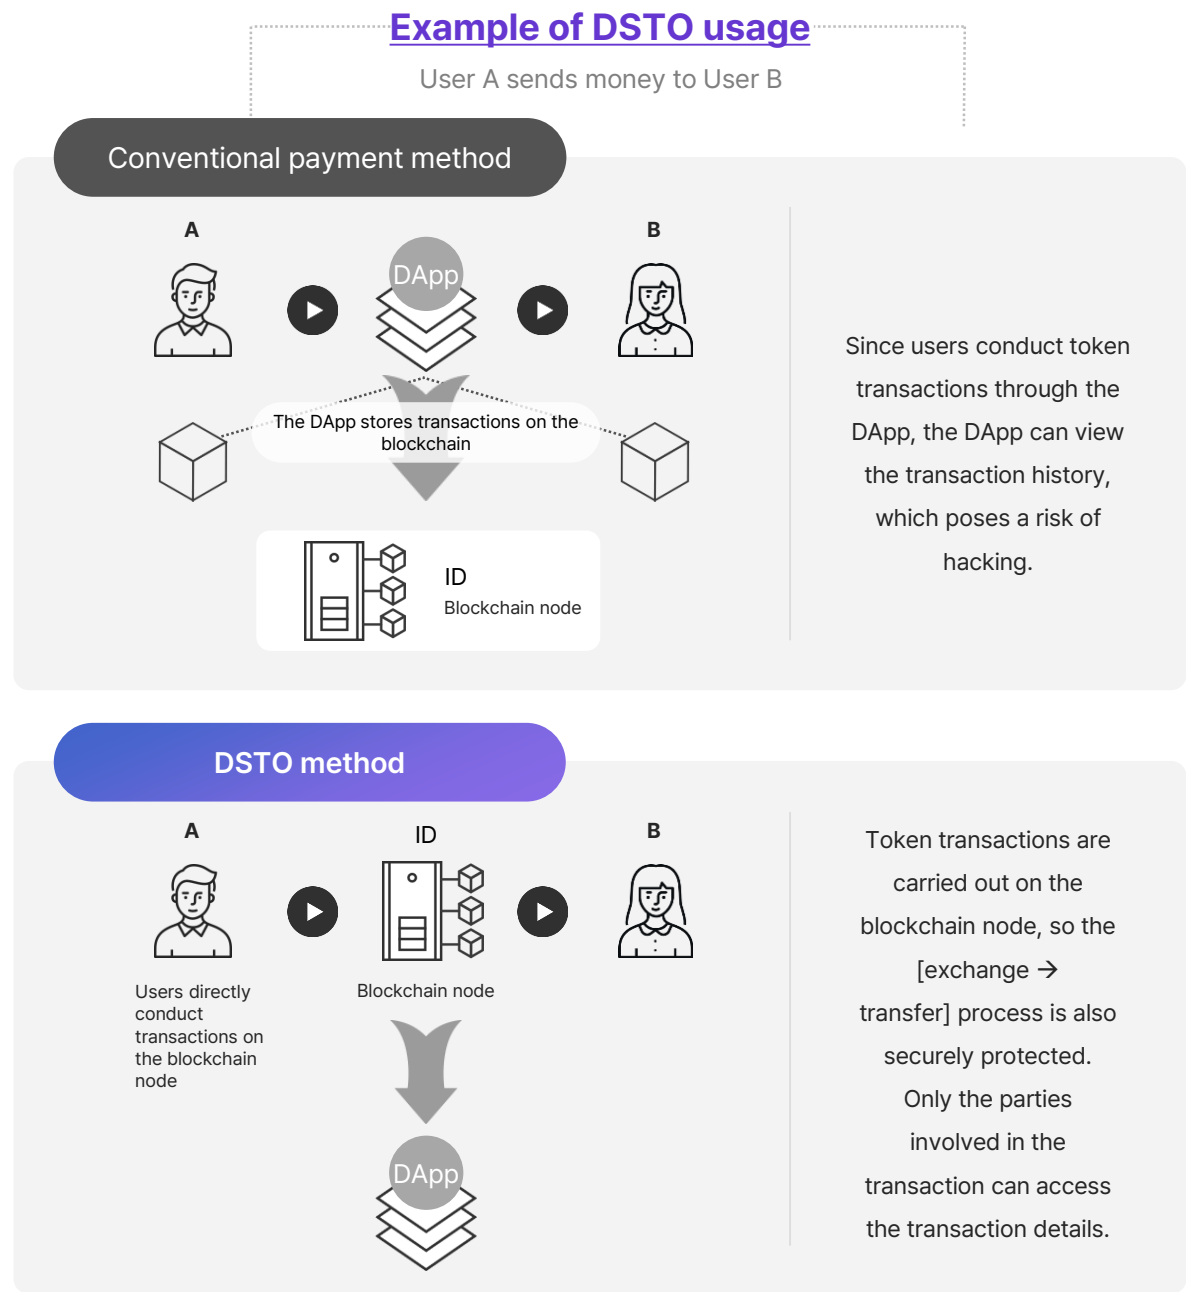 Example of DSTO usage
User A sends money to User B
Conventional payment method
A
DApp
B
The DApp stores transactions on the
blockchain
ID
Blockchain node
Since users conduct token
transactions through the
DApp, the DApp can view
the transaction history,
which poses a risk of
hacking.
DSTO method
A
ID
B
Users directly
conduct
transactions on
the blockchain
node
Blockchain node
DApp
Token transactions are
carried out on the
blockchain node, so the
[exchange →
transfer] process is also
securely protected.
Only the parties
involved in the
transaction can access
the transaction details.